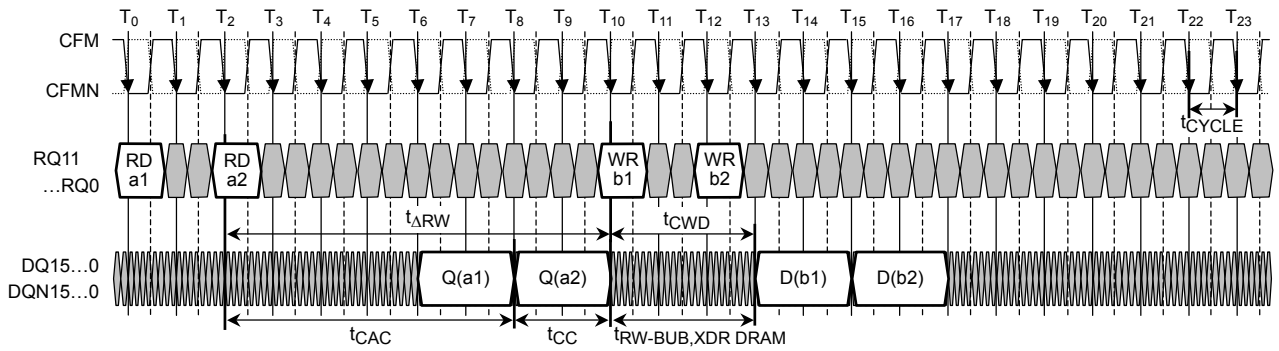 T0 T1 T2 T3 T4 T5 T6 T7 T8 T9 T10 T11 T12 T13 T14 T15 T16 T17 T18 T19 T20 T21 T22 T23
CFM
CFMN
tCYCLE
RQ11
…RQ0
RD a1
RD a2
WR b1
WR b2
tΔRW
tCWD
DQ15…0
DQN15…0
Q(a1)
Q(a2)
D(b1)
D(b2)
tCAC
tCC
tRW-BUB,XDR DRAM